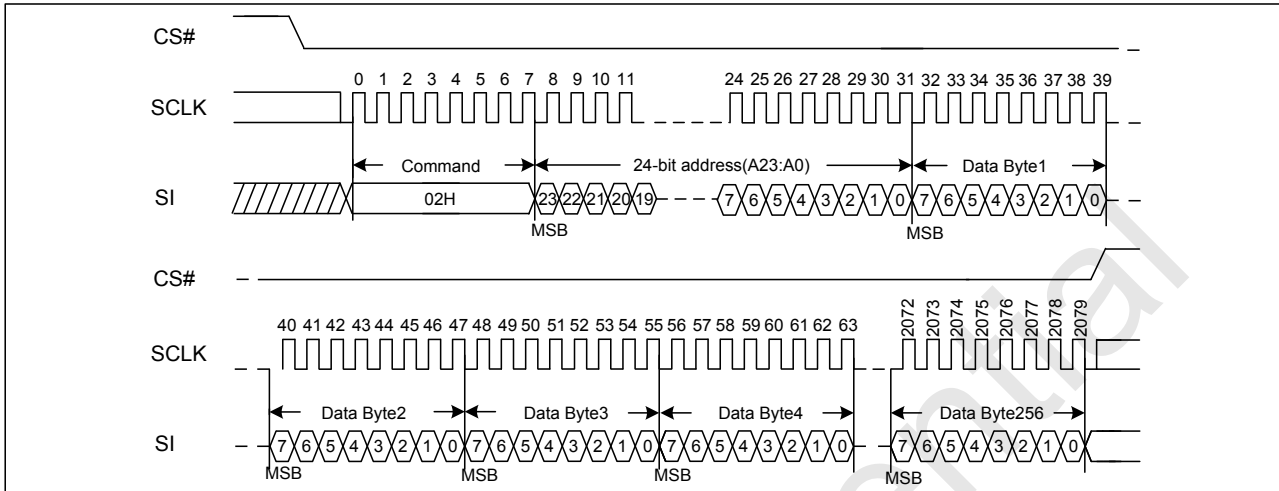 CS#
0 1 2 3 4 5 6 7 8 9 10 11 24 25 26 27 28 29 30 31 32 33 34 35 36 37 38 39
SCLK
Command 24-bit address(A23:A0) Data Byte1
SI 02H 23 22 21 20 19 7 6 5 4 3 2 1 0 7 6 5 4 3 2 1 0
MSB MSB
CS#
40 41 42 43 44 45 46 47 48 49 50 51 52 53 54 55 56 57 58 59 60 61 62 63 2072 2073 2074 2075 2076 2077 2078 2079
SCLK
Data Byte2 Data Byte3 Data Byte4 Data Byte256
SI 7 6 5 4 3 2 1 0 7 6 5 4 3 2 1 0 7 6 5 4 3 2 1 0 7 6 5 4 3 2 1 0
MSB MSB MSB MSB
ential